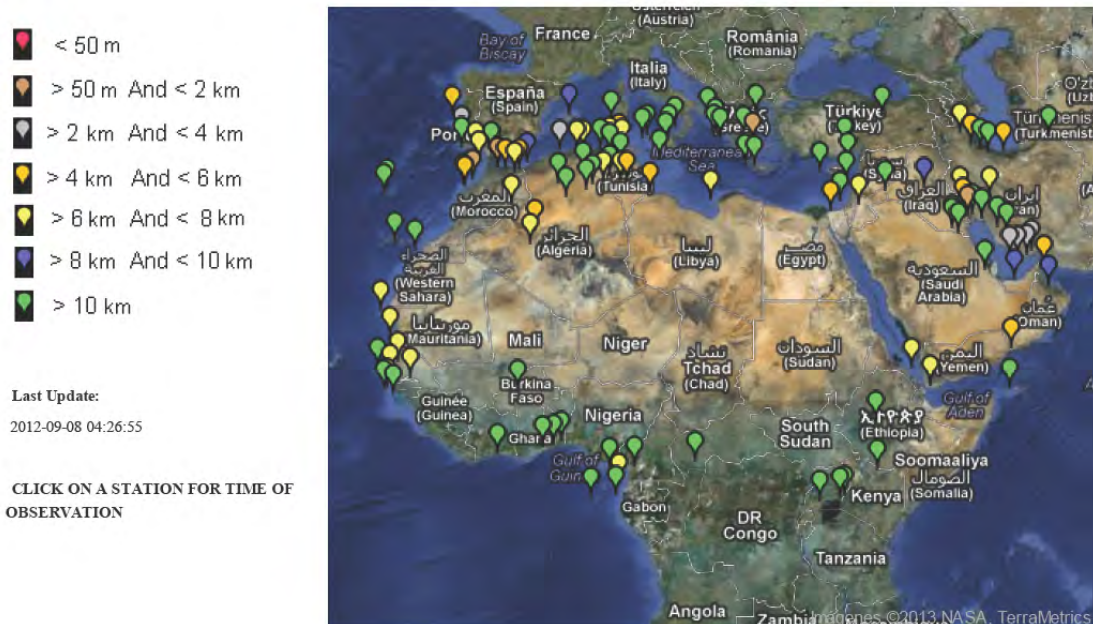 < 50 m
> 50 m And < 2 km
> 2 km And < 4 km
> 4 km And < 6 km
> 6 km And < 8 km
> 8 km And < 10 km
> 10 km
Last Update:
2012-09-08 04:26:55
CLICK ON A STATION FOR TIME OF
OBSERVATION
(Austria)
France
România
(Romania)
Bay of
Biscay
Italia
(Italy)
España
(Spain)
Türkiye
Mediterranean
Sea
(Tunisia)
(Syria)
العراق
(Iraq)
ایران
المغرب
(Morocco)
الجزائر
(Algeria)
ليبيا
(Libya)
مصر
(Egypt)
السعودية
(Saudi
Arabia)
الصحراء
الغربية
(Western
Sahara)
عُمان
(Oman)
موريتانيا
(Mauritania)
Mali
Niger
تشاد
Tchad
(Chad)
السودان
(Sudan)
اليمن
(Yemen)
Burkina
Faso
Gulf of
Aden
Guinée
(Guinea)
Nigeria
Ghana
South
Sudan
ኢትዮጵያ
(Ethiopia)
Soomaaliya
الصومال
(Somalia)
Gulf of
Guin
Gabon
Kenya
DR
Congo
Tanzania
Angola
Zambia
Imágenes ©2013 NASA, TerraMetrics